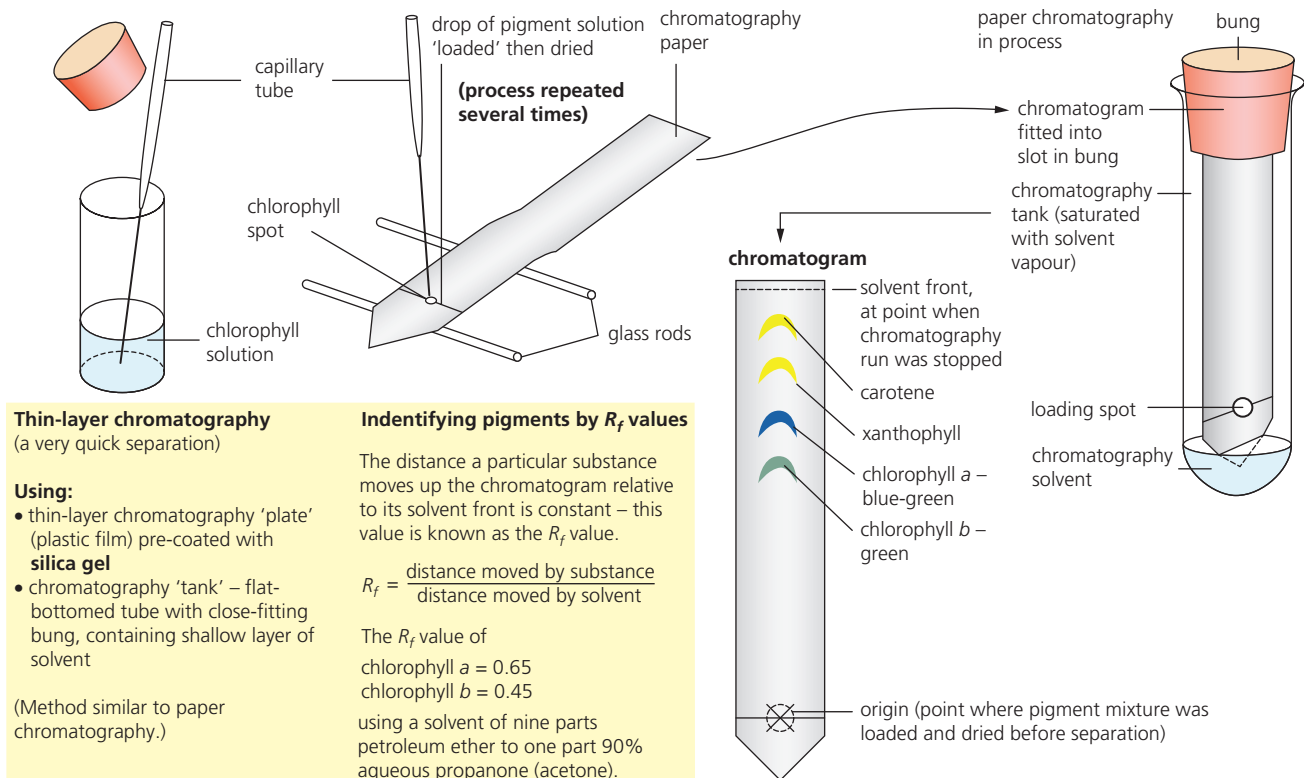 drop of pigment solution
'loaded' then dried
(process repeated
several times)
capillary
tube
chromatography
paper
paper chromatography
in process
bung
chromatogram
fitted into
slot in bung
chromatography
tank (saturated
with solvent
vapour)
chlorophyll
spot
chlorophyll
solution
glass rods
chromatogram
solvent front,
at point when
chromatography
run was stopped
carotene
xanthophyll
chlorophyll a –
blue-green
chlorophyll b –
green
loading spot
chromatography
solvent
origin (point where pigment mixture was
loaded and dried before separation)
Thin-layer chromatography
(a very quick separation)
Using:
• thin-layer chromatography 'plate'
(plastic film) pre-coated with
silica gel
• chromatography 'tank' – flat-
bottomed tube with close-fitting
bung, containing shallow layer of
solvent
(Method similar to paper
chromatography.)
Indentifying pigments by Rf values
The distance a particular substance
moves up the chromatogram relative
to its solvent front is constant – this
value is known as the Rf value.
Rf = distance moved by substance
distance moved by solvent
The Rf value of
chlorophyll a = 0.65
chlorophyll b = 0.45
using a solvent of nine parts
petroleum ether to one part 90%
aqueous propanone (acetone).